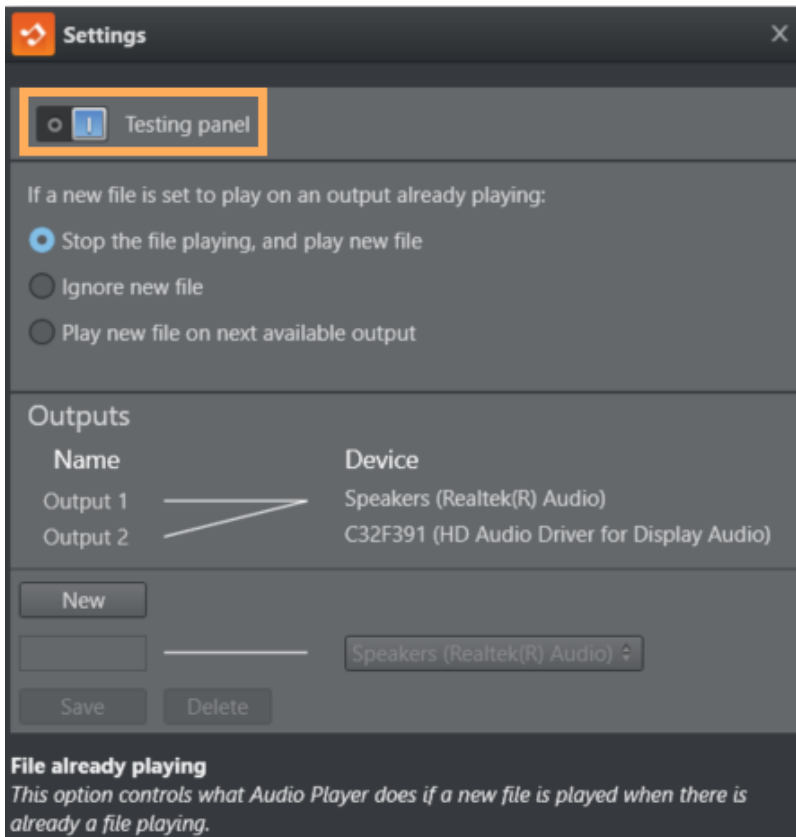 Settings
Testing panel
If a new file is set to play on an output already playing:
Stop the file playing, and play new file
Ignore new file
Play new file on next available output
Outputs
Name Device
Output 1 Speakers (Realtek(R) Audio)
Output 2 C32F391 (HD Audio Driver for Display Audio)
New
Speakers (Realtek(R) Audio)
Save Delete
File already playing
This option controls what Audio Player does if a new file is played when there is
already a file playing.